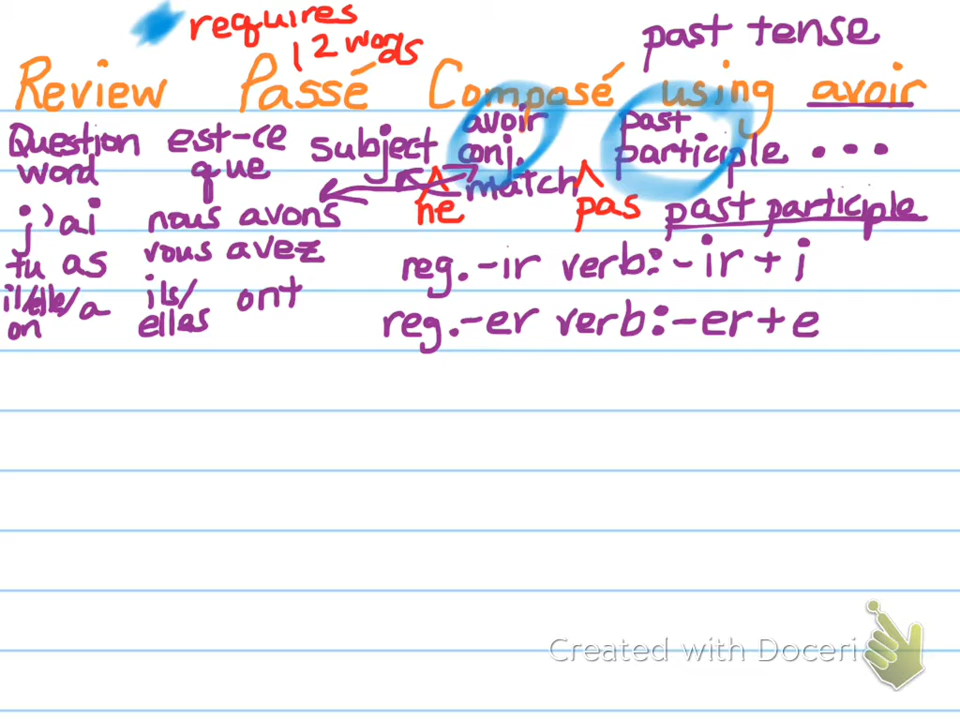 requires
1 2 words
past tense
Review Passé Composé using avoir
Question word est-ce que subject avoir conj. past participle ...
match
ne pas
past participle
j'ai nous avons
tu as vous avez
il/elle/on a ils/ellas ont
reg. -ir verb: -ir + i
reg. -er verb: -er + e
Created with Doceri